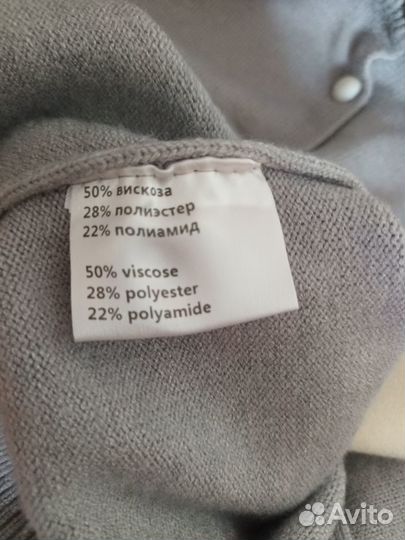 50% вискоза
28% полиэстер
22% полиамид
50% viscose
28% polyester
22% polyamide
Avito